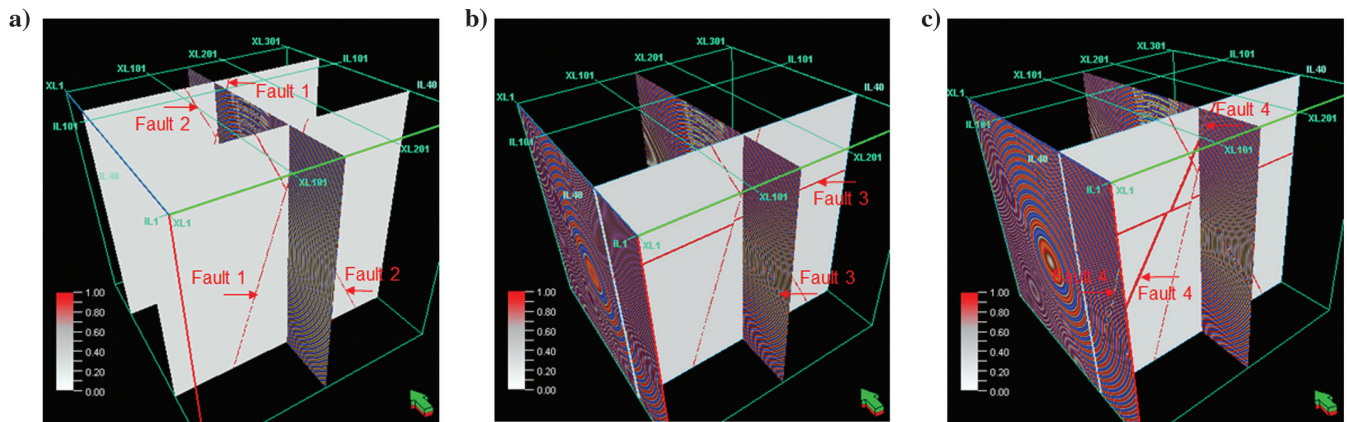 a)
XL301
XL201
IL101
XL101
XL1
IL40
Fault 1
Fault 2
IL101
XL201
IL40
XL101
IL1
XL1
Fault 1
Fault 2
1.00
0.80
0.60
0.40
0.20
0.00
b)
XL301
XL201
IL101
XL101
IL40
XL1
IL101
XL201
IL40
XL101
Fault 3
IL1
XL1
Fault 3
1.00
0.80
0.60
0.40
0.20
0.00
c)
XL301
IL101
XL201
IL40
XL101
XL1
Fault 4
XL201
IL101
XL101
IL40
IL1
XL1
Fault 4
Fault 4
1.00
0.80
0.60
0.40
0.20
0.00